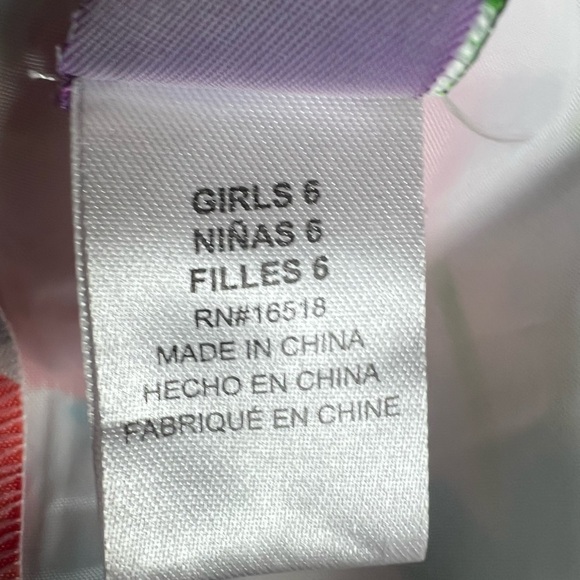 GIRLS 6
NIÑAS 6
FILLES 6
RN#16518
MADE IN CHINA
HECHO EN CHINA
FABRIQUÉ EN CHINE